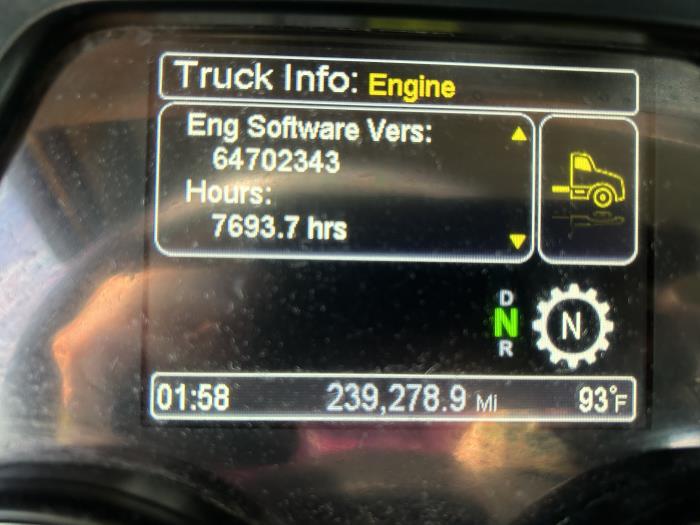 Truck Info: Engine
Eng Software Vers:
64702343
Hours:
7693.7 hrs
D
N
R
N
01:58 239,278.9 Mi 93°F